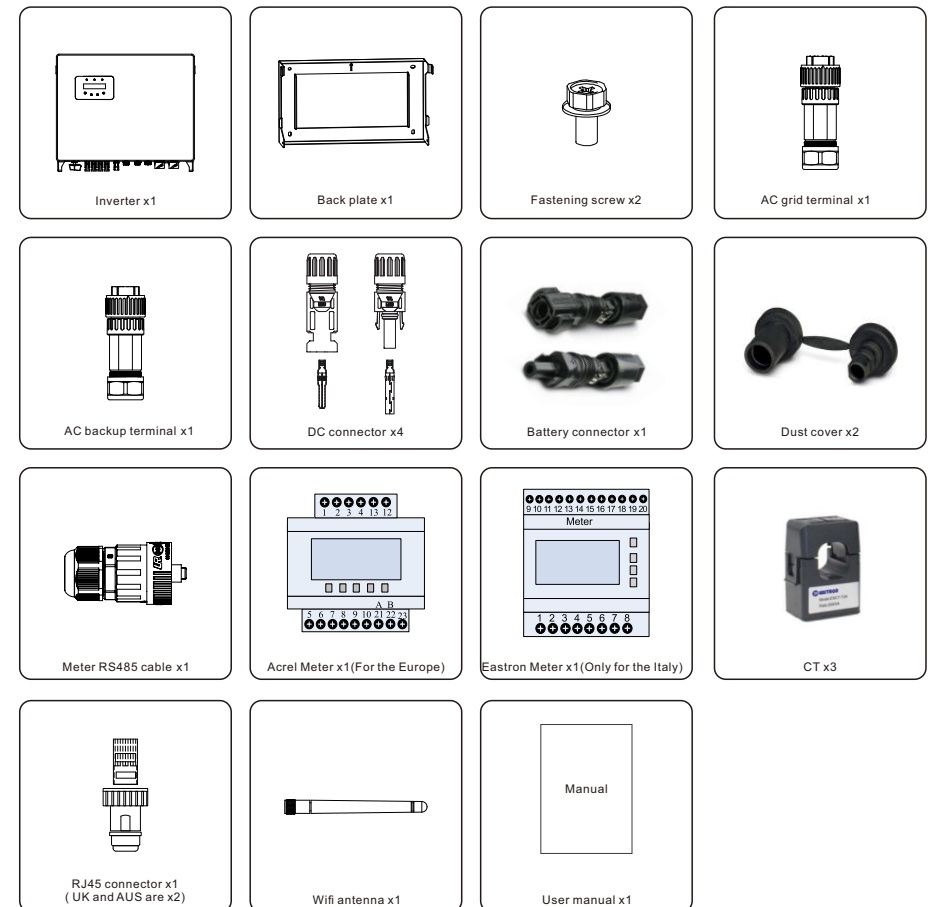 Inverter x1
Back plate x1
Fastening screw x2
AC grid terminal x1
AC backup terminal x1
DC connector x4
Battery connector x1
Dust cover x2
Meter RS485 cable x1
1 2 3 4 13 12
A B
5 6 7 8 9 10 21 22 23
Acrel Meter x1(For the Europe)
9 10 11 12 13 14 15 16 17 18 19 20
Meter
1 2 3 4 5 6 7 8
Eastron Meter x1(Only for the Italy)
CT x3
RJ45 connector x1
( UK and AUS are x2)
Wifi antenna x1
Manual
User manual x1